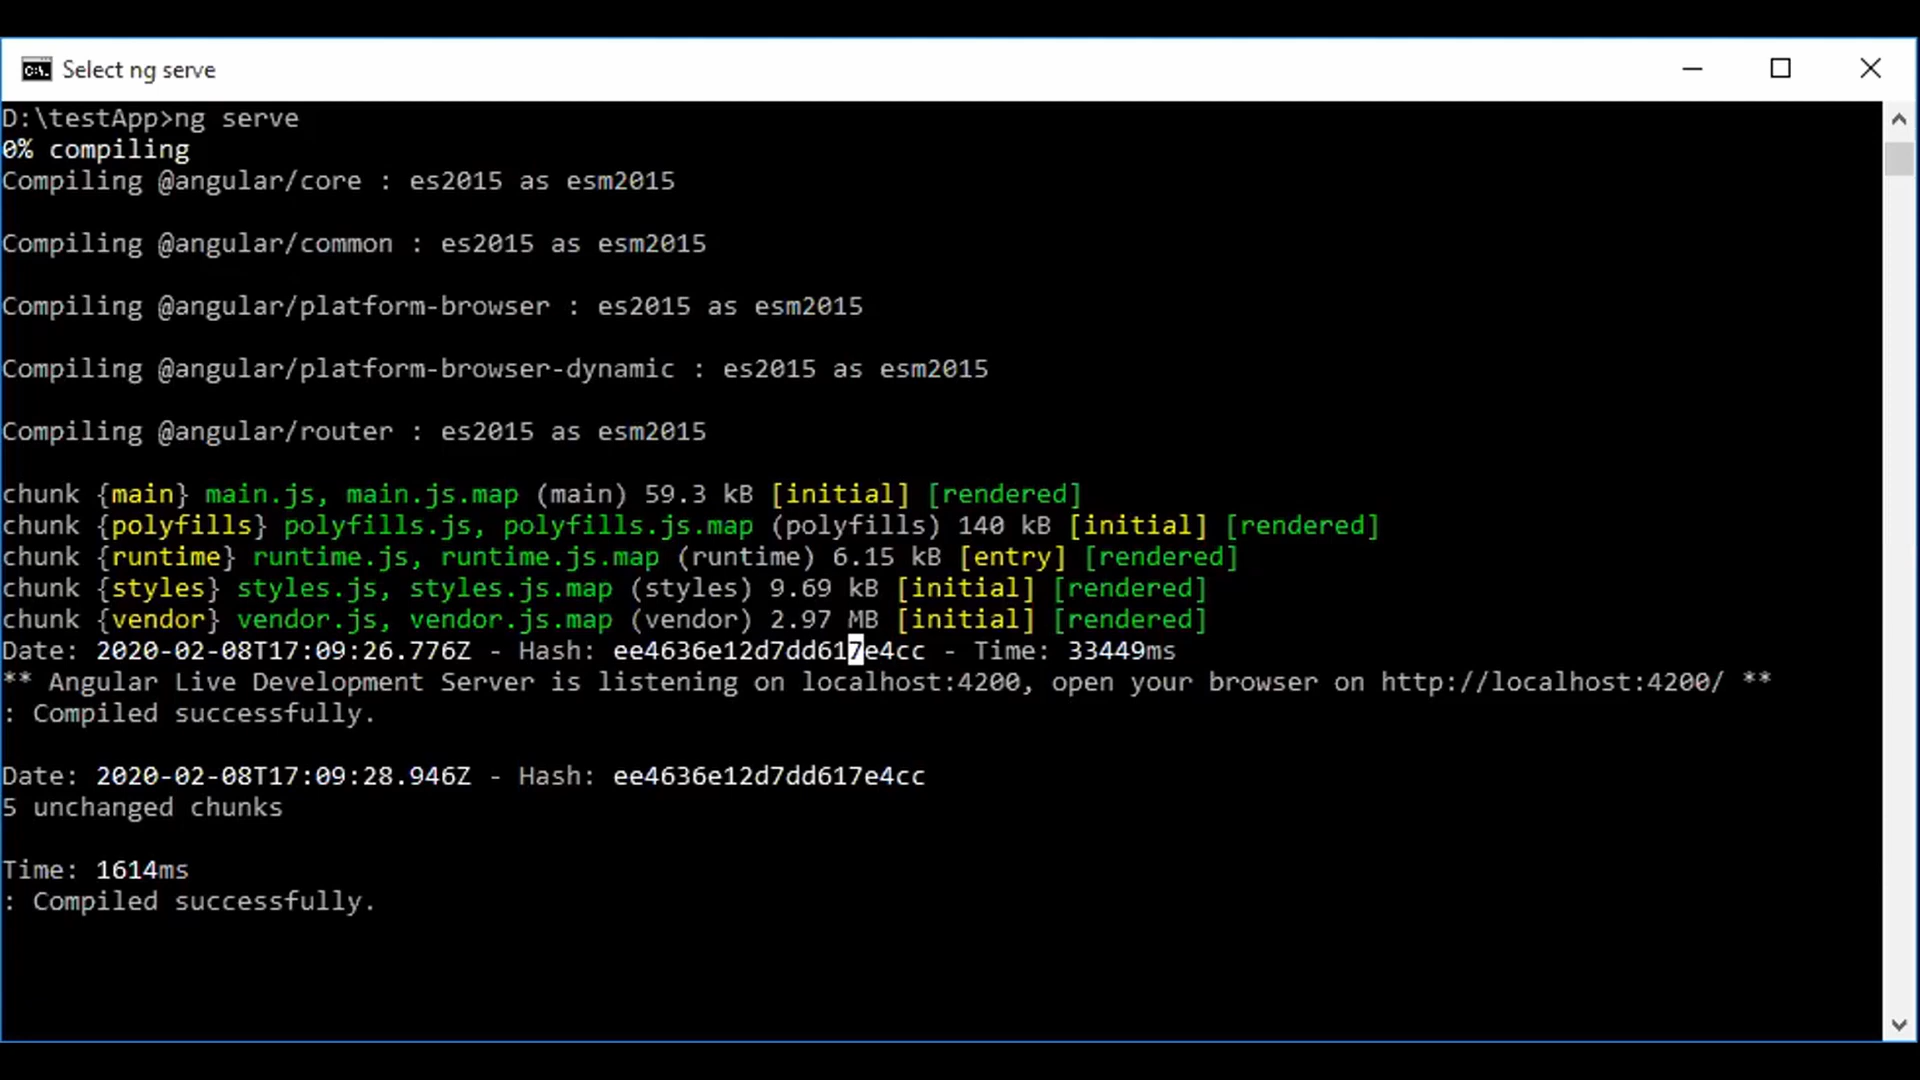 Select ng serve
D:\testApp>ng serve
0% compiling
Compiling @angular/core : es2015 as esm2015
Compiling @angular/common : es2015 as esm2015
Compiling @angular/platform-browser : es2015 as esm2015
Compiling @angular/platform-browser-dynamic : es2015 as esm2015
Compiling @angular/router : es2015 as esm2015
chunk {main} main.js, main.js.map (main) 59.3 kB [initial] [rendered]
chunk {polyfills} polyfills.js, polyfills.js.map (polyfills) 140 kB [initial] [rendered]
chunk {runtime} runtime.js, runtime.js.map (runtime) 6.15 kB [entry] [rendered]
chunk {styles} styles.js, styles.js.map (styles) 9.69 kB [initial] [rendered]
chunk {vendor} vendor.js, vendor.js.map (vendor) 2.97 MB [initial] [rendered]
Date: 2020-02-08T17:09:26.776Z - Hash: ee4636e12d7dd617e4cc - Time: 33449ms
** Angular Live Development Server is listening on localhost:4200, open your browser on http://localhost:4200/ **
: Compiled successfully.
Date: 2020-02-08T17:09:28.946Z - Hash: ee4636e12d7dd617e4cc
5 unchanged chunks
Time: 1614ms
: Compiled successfully.